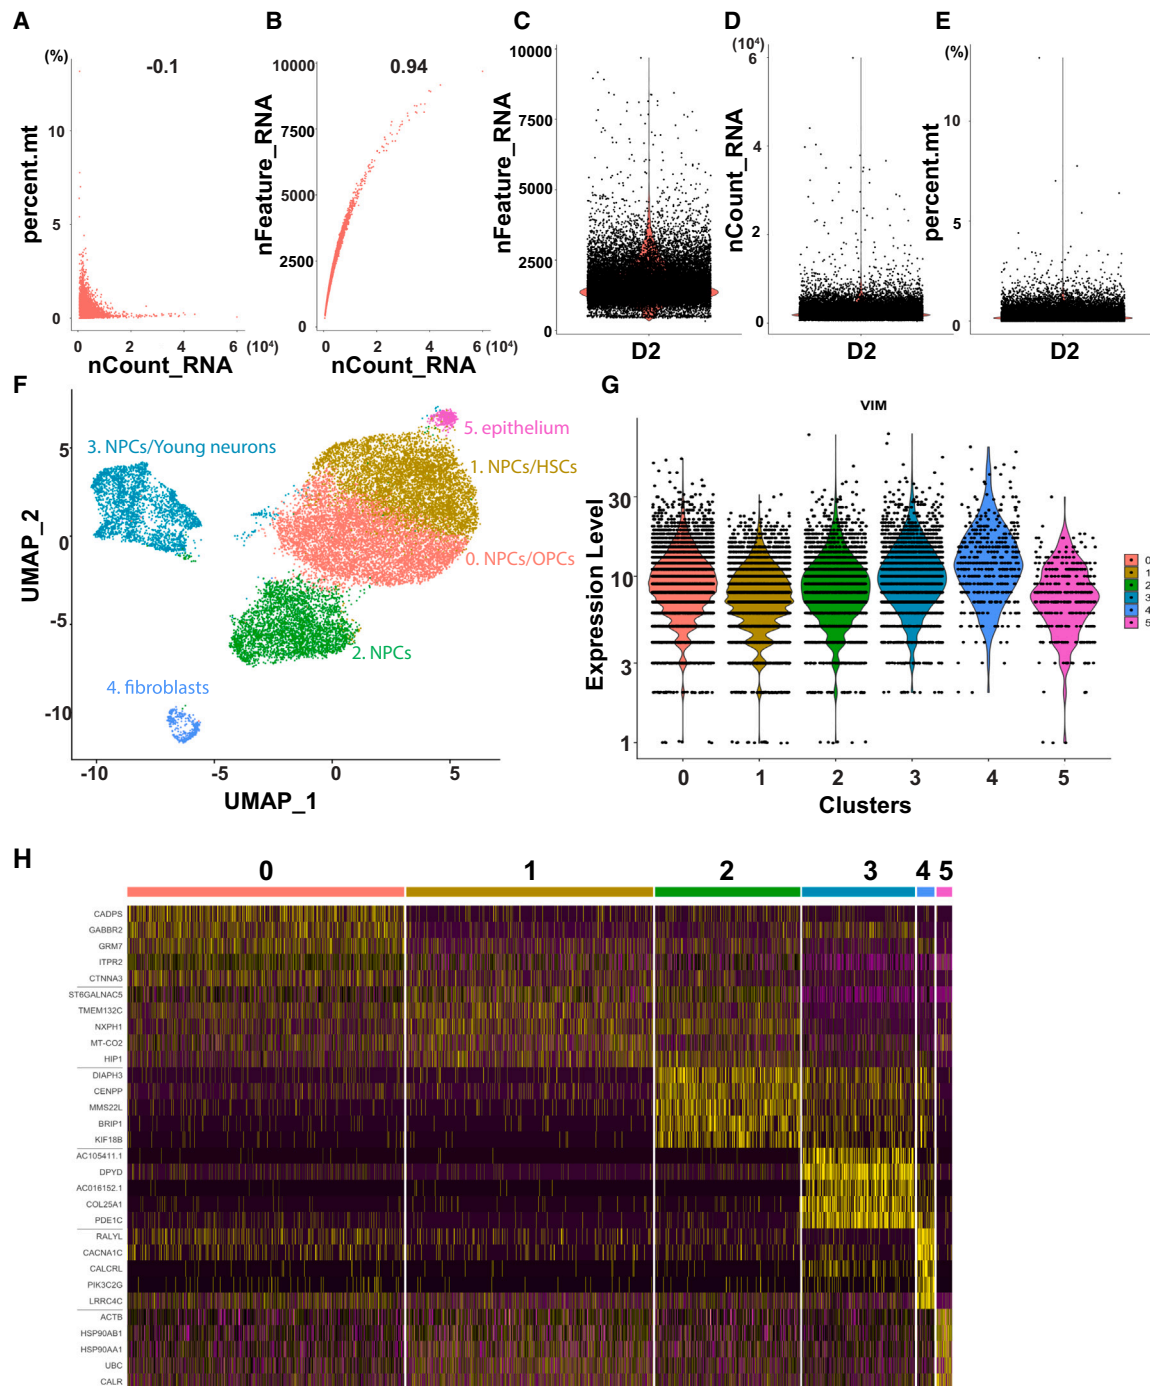 A
(%)
-0.1
percent.mt
10
5
0
0 2 4 6 (10⁴)
nCount_RNA
B
0.94
nFeature_RNA
10000
7500
5000
2500
0
0 2 4 6 (10⁴)
nCount_RNA
C
nFeature_RNA
10000
7500
5000
2500
0
D2
D
(10⁴)
nCount_RNA
6
4
2
0
D2
E
(%)
percent.mt
10
5
0
D2
F
UMAP_2
5
0
-5
-10
-10 -5 0 5
UMAP_1
3. NPCs/Young neurons
5. epithelium
1. NPCs/HSCs
0. NPCs/OPCs
2. NPCs
4. fibroblasts
G
VIM
Expression Level
30
10
3
1
0 1 2 3 4 5
Clusters
0
1
2
3
4
5
H
0 1 2 3 4 5
CADPS
GABBR2
GRM7
ITPR2
CTNNA3
ST6GALNAC5
TMEM132C
NXPH1
MT-CO2
HIP1
DIAPH3
CENPP
MMS22L
BRIP1
KIF18B
AC105411.1
DPYD
AC016152.1
COL25A1
PDE1C
RALYL
CACNA1C
CALCRL
PIK3C2G
LRRC4C
ACTB
HSP90AB1
HSP90AA1
UBC
CALR